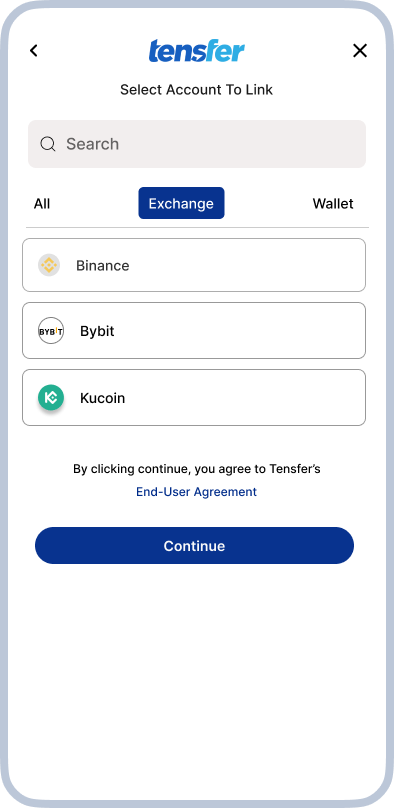 tensfer
Select Account To Link
Search
All Exchange Wallet
Binance
BYBIT Bybit
Kucoin
By clicking continue, you agree to Tensfer’s
End-User Agreement
Continue